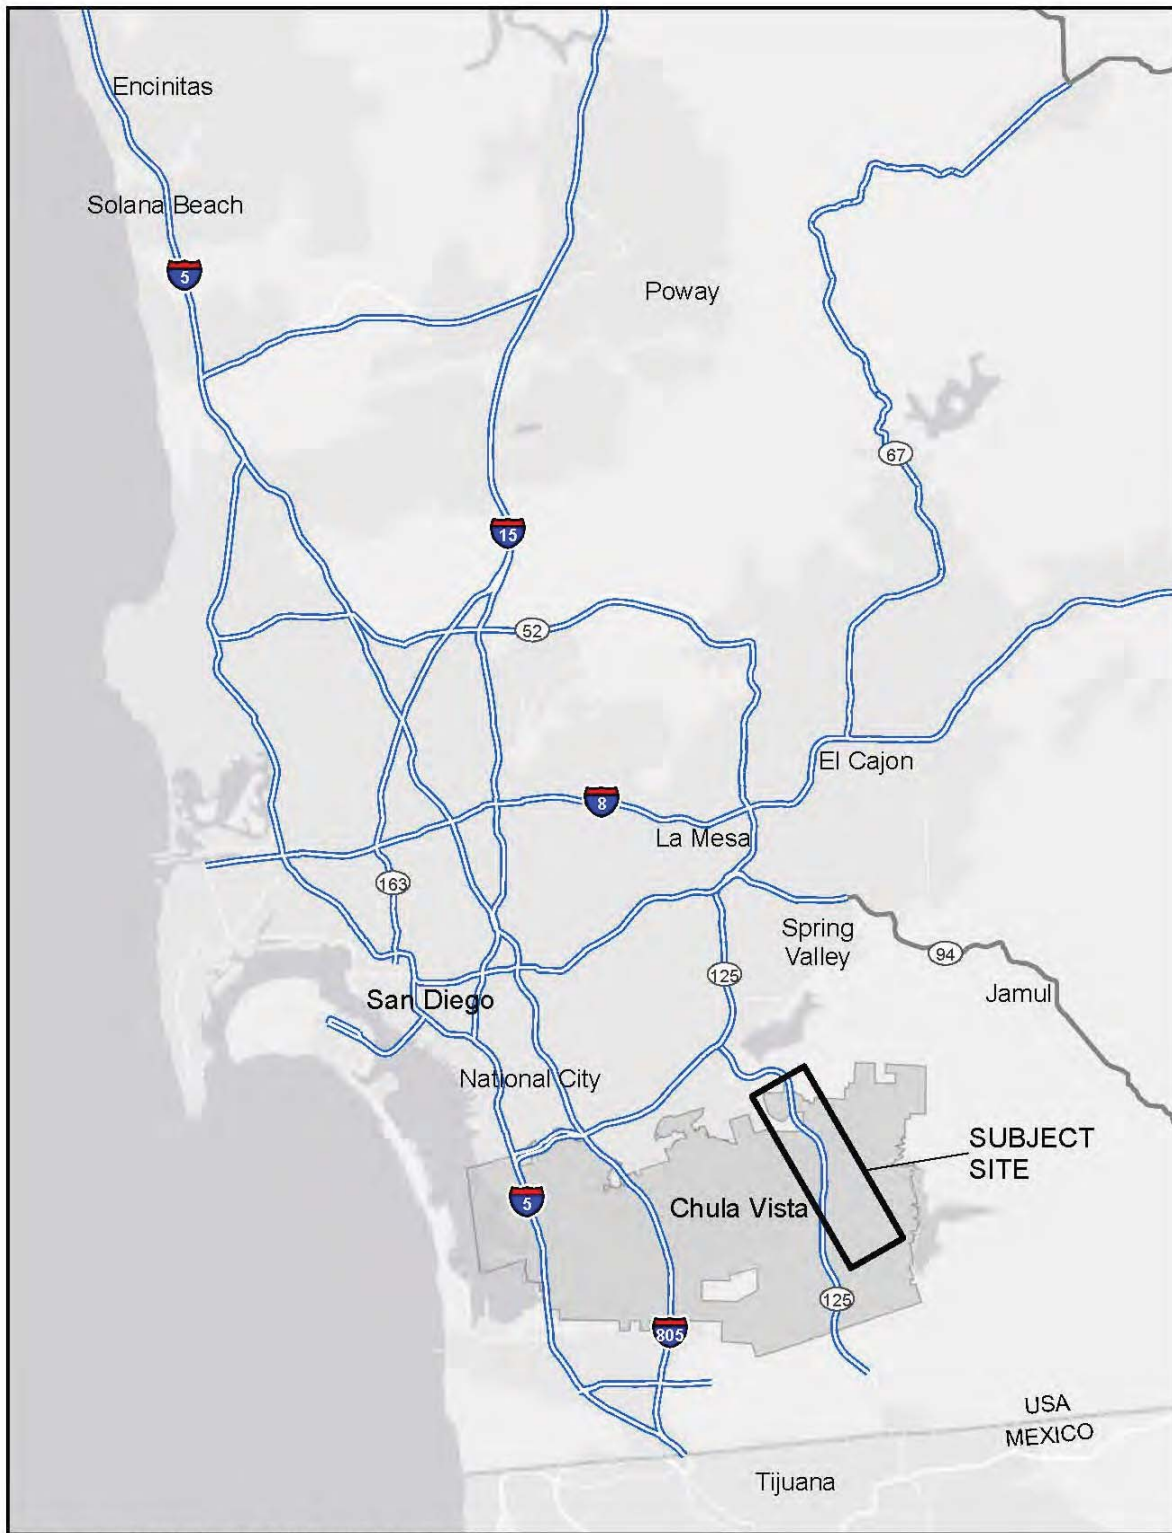 Encinitas
Solana Beach
5
Poway
67
15
52
El Cajon
8
La Mesa
163
Spring
Valley
94
125
Jamul
San Diego
National City
SUBJECT
SITE
5
Chula Vista
125
805
USA
MEXICO
Tijuana